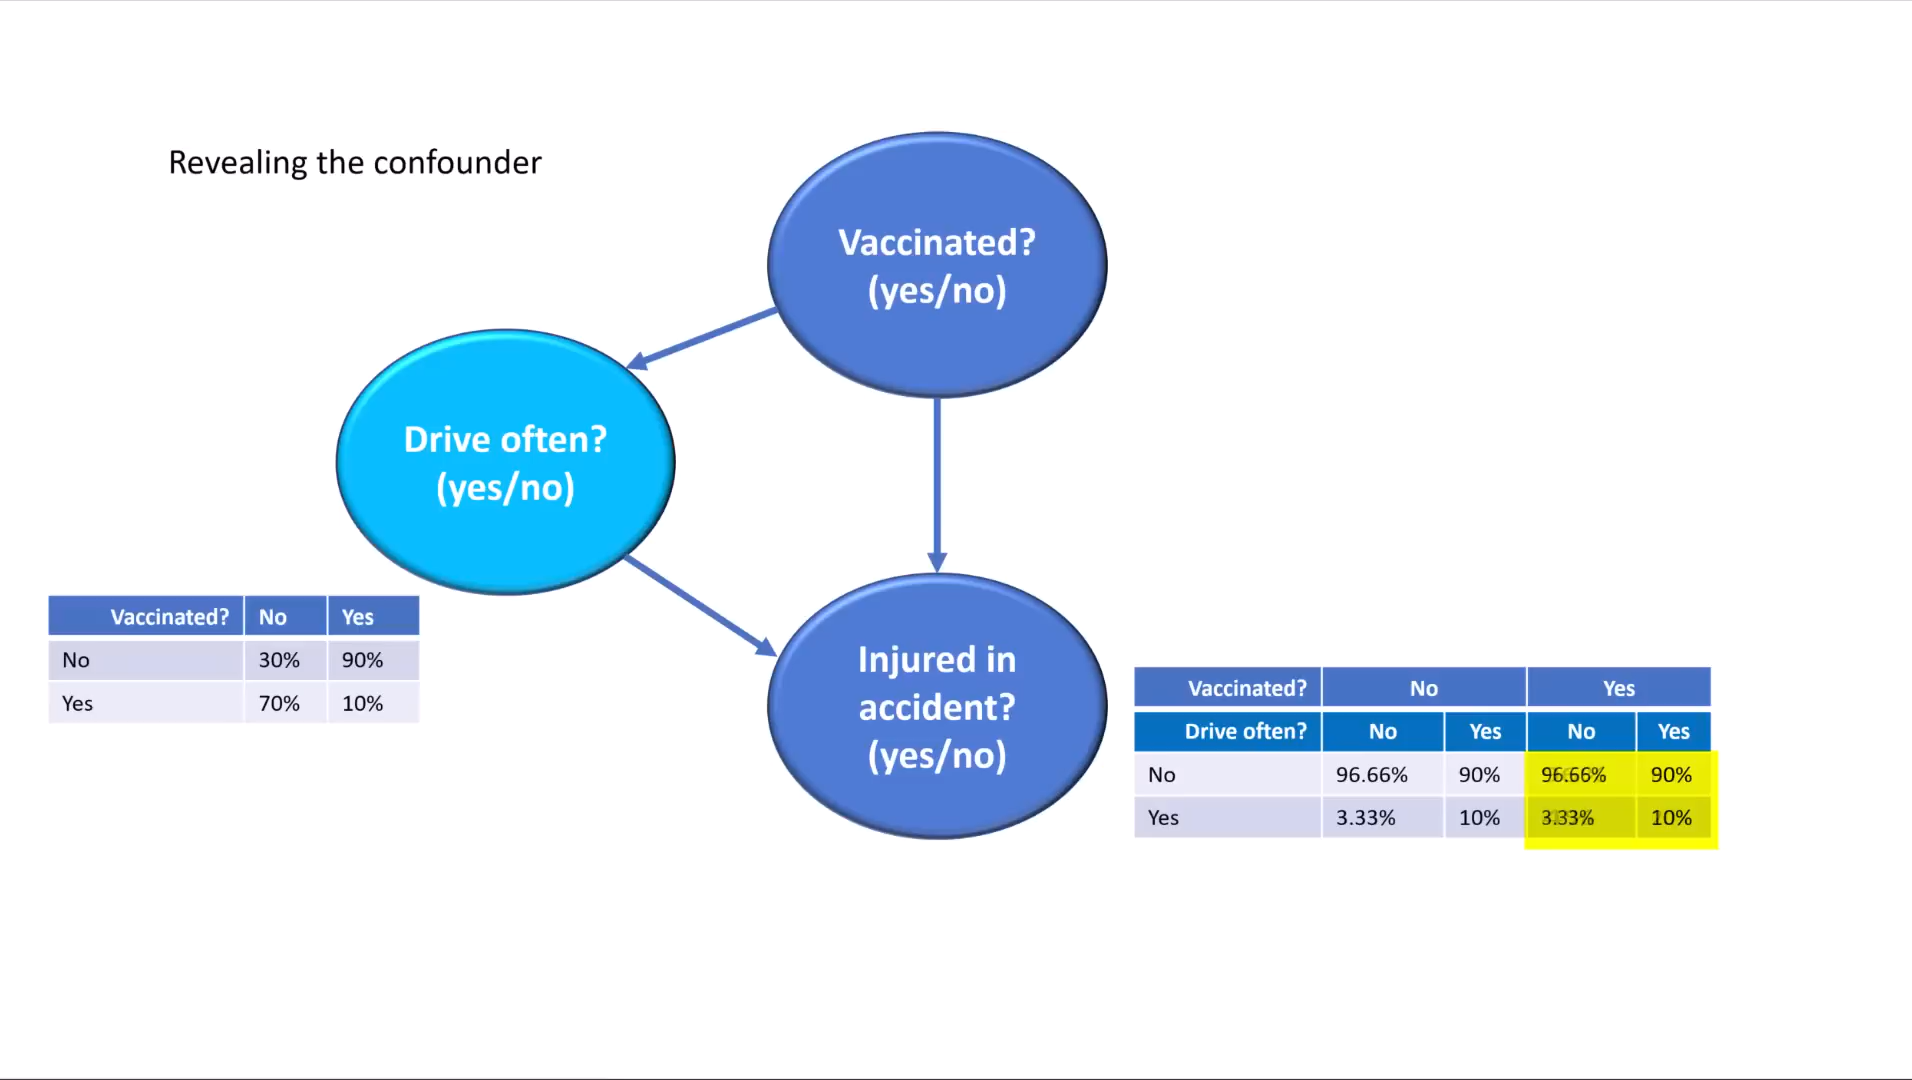 Revealing the confounder
Vaccinated?
(yes/no)
Drive often?
(yes/no)
Vaccinated? No Yes
No 30% 90%
Yes 70% 10%
Injured in
accident?
(yes/no)
Vaccinated? No Yes
Drive often? No Yes No Yes
No 96.66% 90% 96.66% 90%
Yes 3.33% 10% 3.33% 10%